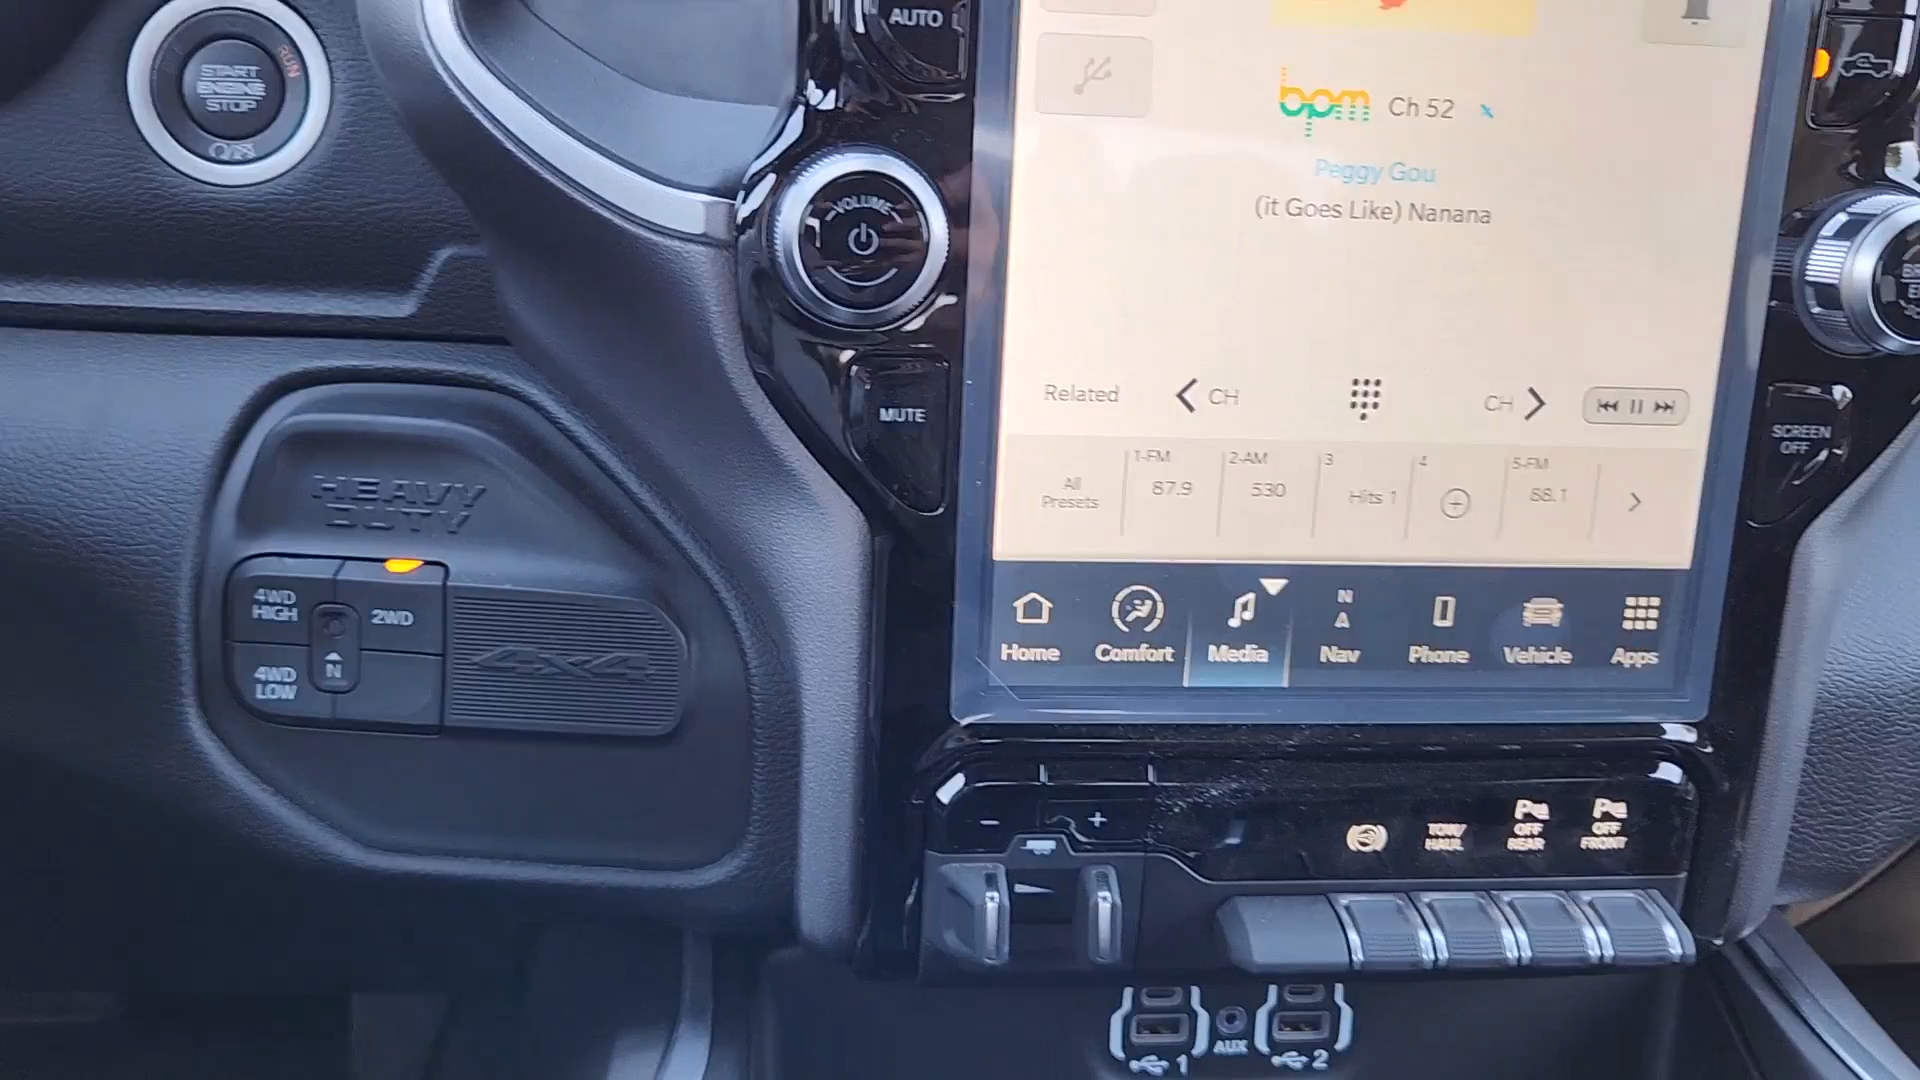 START
ENGINE
STOP
RUN
AUTO
VOLUME
MUTE
bpm Ch 52
Peggy Gou
(it Goes Like) Nanana
Related
CH
CH
SCREEN
OFF
All
Presets
1-FM
87.9
2-AM
530
3
Hits 1
4
5-FM
88.1
Home
Comfort
Media
N
A
Nav
Phone
Vehicle
Apps
HEAVY
DUTY
4WD
HIGH
2WD
4WD
LOW
N
4x4
- +
TOW/
HAUL
P
OFF
REAR
P
OFF
FRONT
1
AUX
2